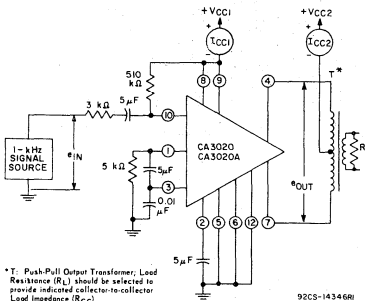 +VCC1
+VCC2
+
ICC1
-
+
ICC2
-
T*
510
kΩ
8
9
4
3 kΩ
5µF
10
1-kHz
SIGNAL
SOURCE
eIN
5
kΩ
1
5µF
3
0.01
µF
CA3020
CA3020A
eOUT
2
5
6
12
7
5µF
* T: Push-Pull Output Transformer; Load
Resistance (RL) should be selected to
provide indicated collector-to-collector
Load Impedance (RCC)
92CS-14346RI